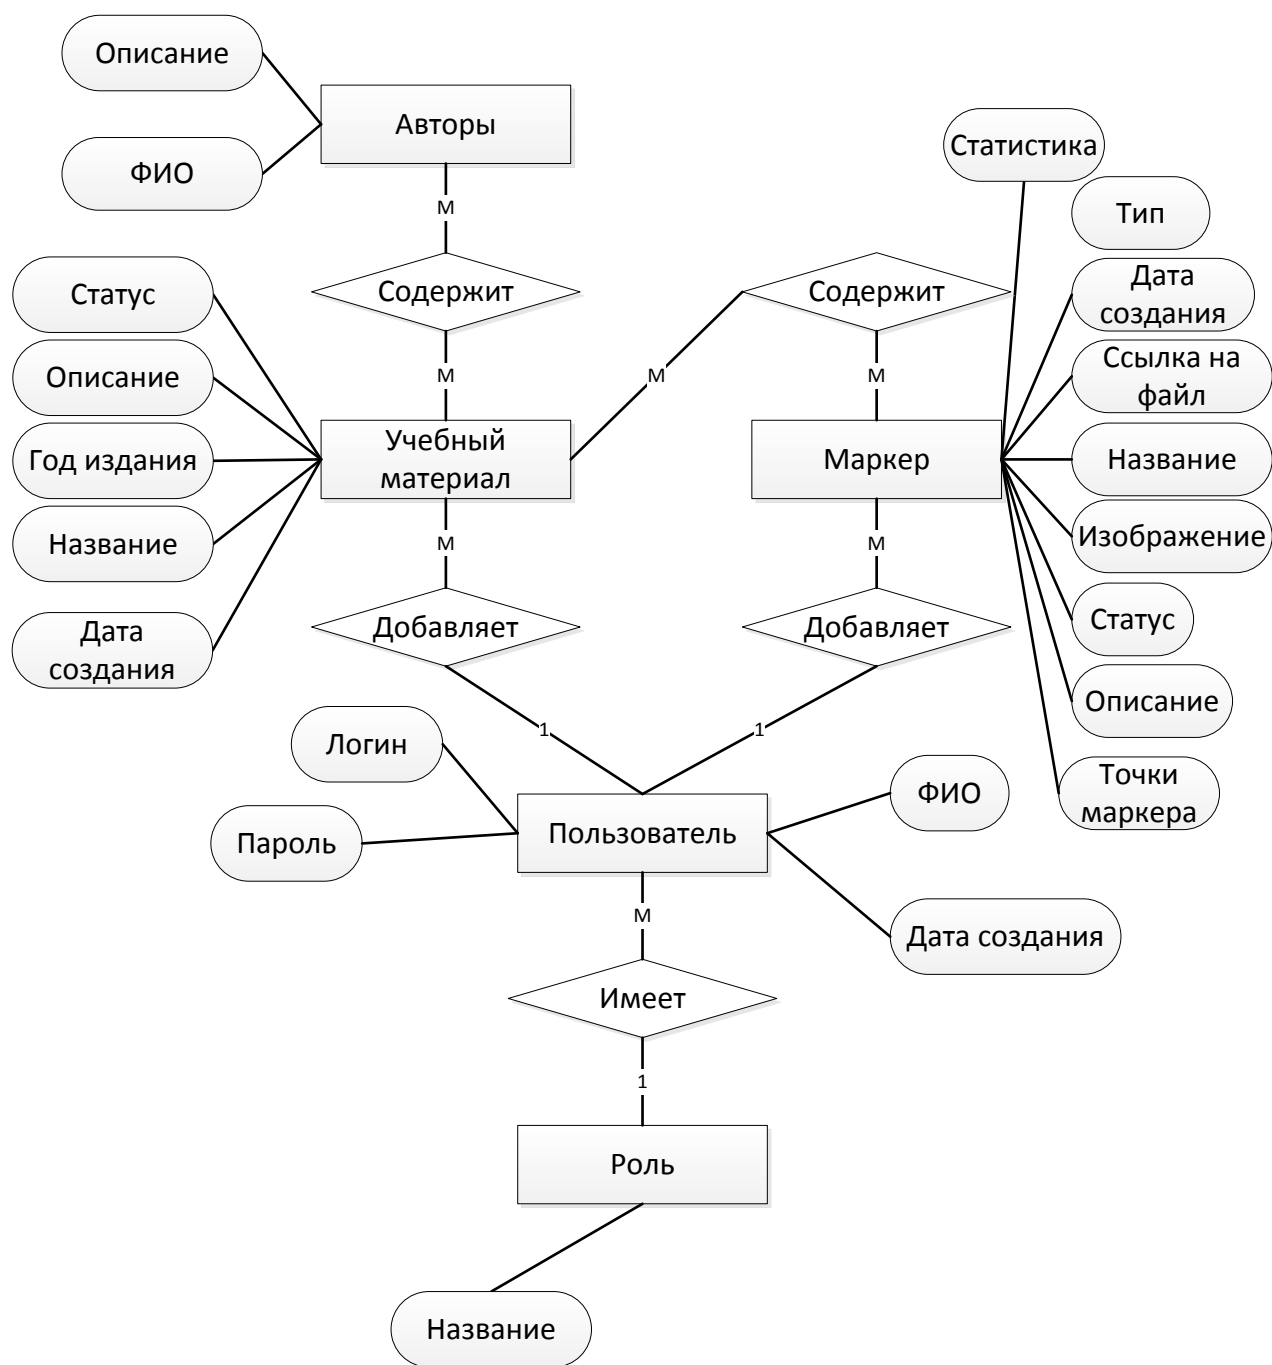 Описание
Авторы
Статистика
ФИО
М
Тип
Статус
Содержит
Содержит
Дата
создания
Описание
М
М
М
Ссылка на
файл
Год издания
Учебный
материал
Маркер
Название
Название
М
М
Изображение
Дата
создания
Добавляет
Добавляет
Статус
Описание
1
1
Логин
Точки
маркера
Пароль
Пользователь
ФИО
М
Дата создания
Имеет
1
Роль
Название